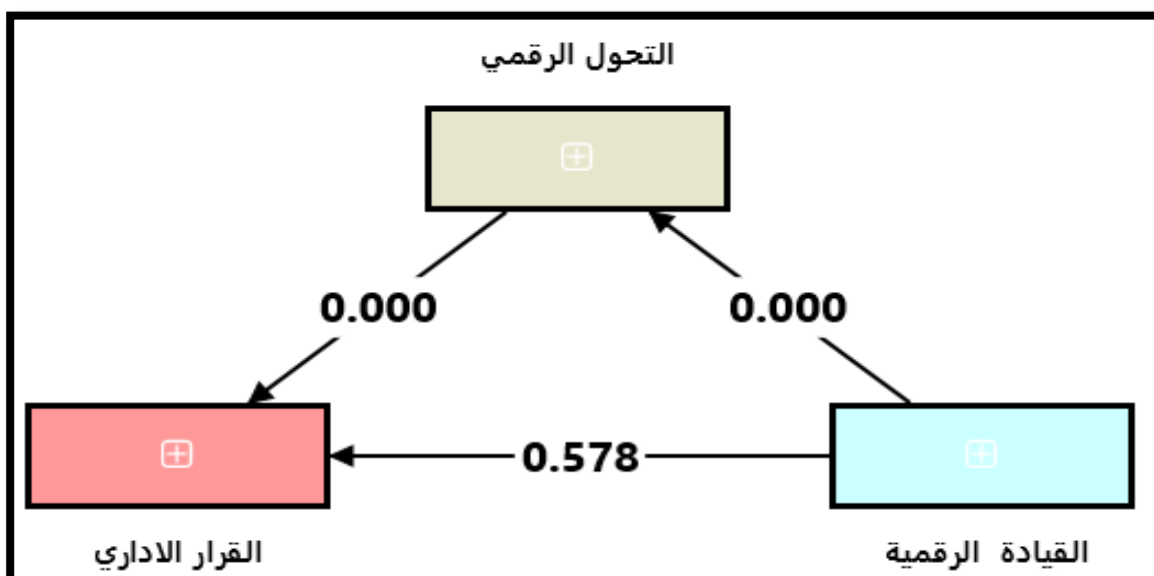 التحول الرقمي
0.000
0.000
0.578
القرار الاداري
القيادة الرقمية